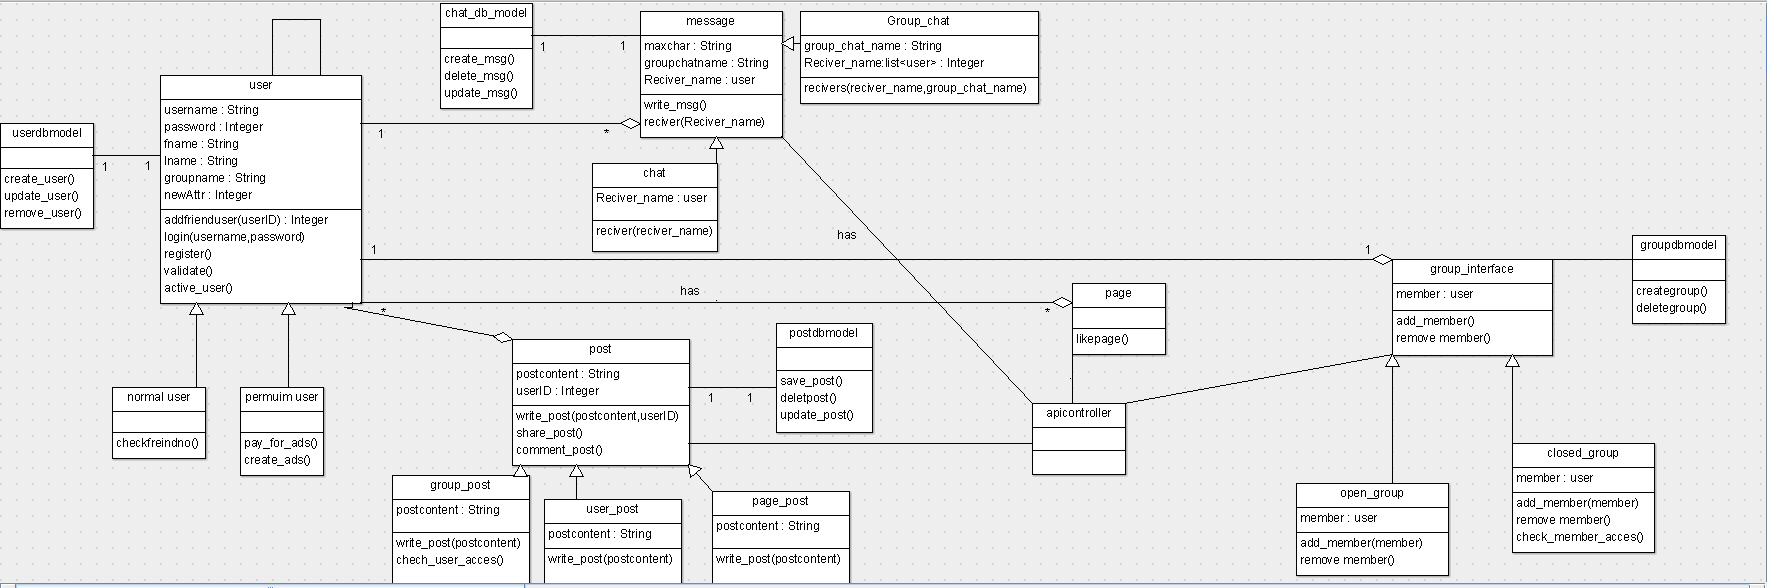 chat_db_model
create_msg()
delete_msg()
update_msg()
1
1
message
maxchar : String
groupchatname : String
Reciver_name : user
write_msg()
reciver(Reciver_name)
Group_chat
group_chat_name : String
Reciver_name:list<user> : Integer
recivers(reciver_name,group_chat_name)
user
username : String
password : Integer
fname : String
lname : String
groupname : String
newAttr : Integer
addfrienduser(userID) : Integer
login(username,password)
register()
validate()
active_user()
1
*
userdbmodel
create_user()
update_user()
remove_user()
1
1
chat
Reciver_name : user
reciver(reciver_name)
has
1
1
group_interface
member : user
add_member()
remove member()
groupdbmodel
creategroup()
deletegroup()
has
*
*
page
likepage()
post
postcontent : String
userID : Integer
write_post(postcontent,userID)
share_post()
comment_post()
1
1
postdbmodel
save_post()
deletpost()
update_post()
normal user
checkfreindno()
permuim user
pay_for_ads()
create_ads()
apicontroller
group_post
postcontent : String
write_post(postcontent)
chech_user_acces()
user_post
postcontent : String
write_post(postcontent)
page_post
postcontent : String
write_post(postcontent)
open_group
member : user
add_member(member)
remove member()
closed_group
member : user
add_member(member)
remove member()
check_member_acces()